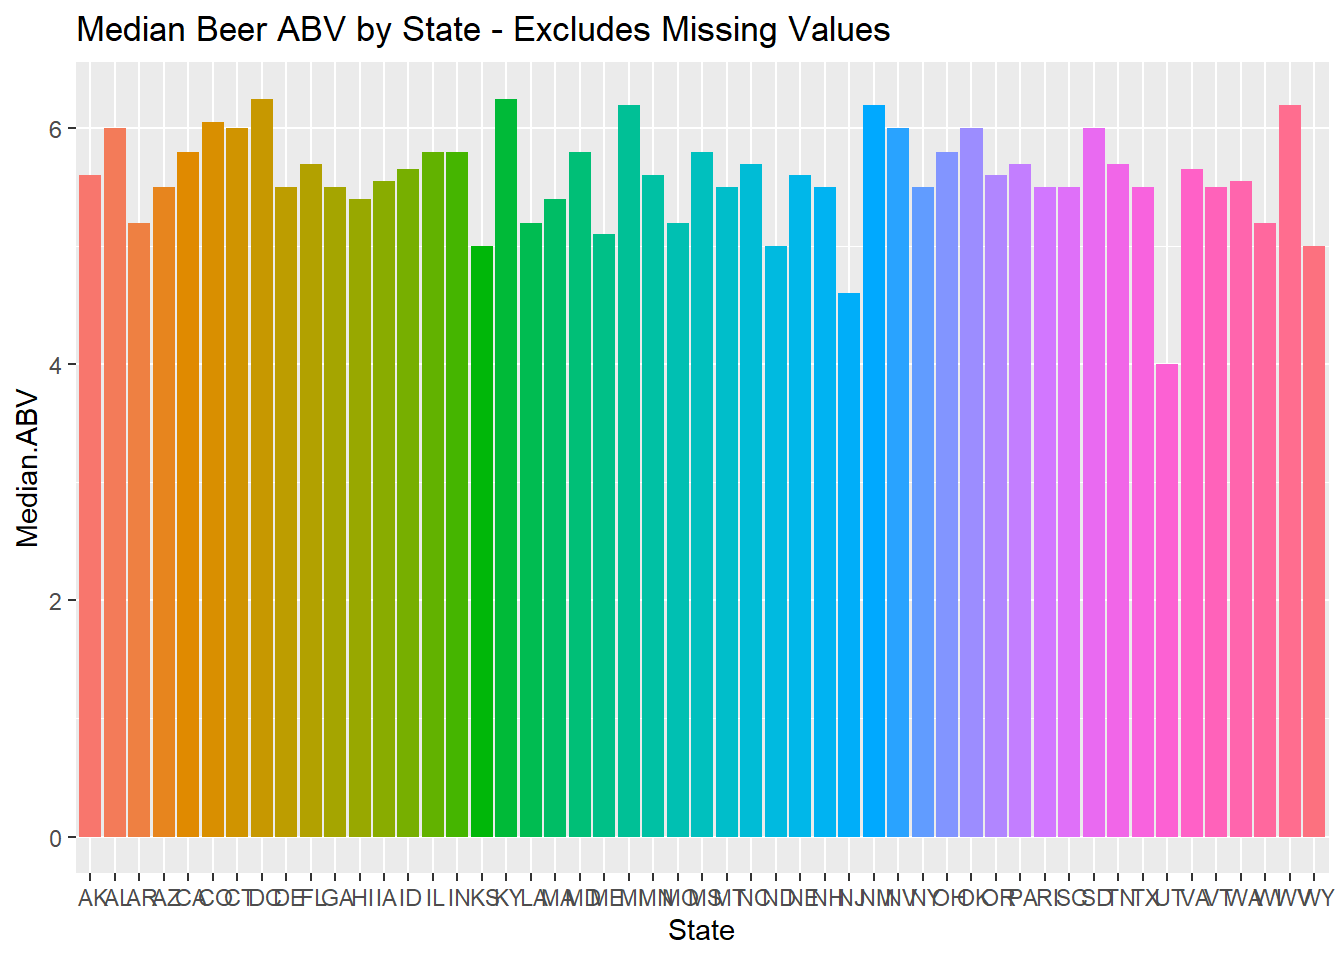 Median Beer ABV by State - Excludes Missing Values
6
4
2
0
Median.ABV
AK AL AR AZ CA CO CT DC DE FL GA HI IA ID IL IN KS KY LA MA MD ME MI MN MO MS MT NC ND NE NH NJ NM NV NY OH OK OR PA RI SC SD TN TX UT VA VT WA WI WV WY
State